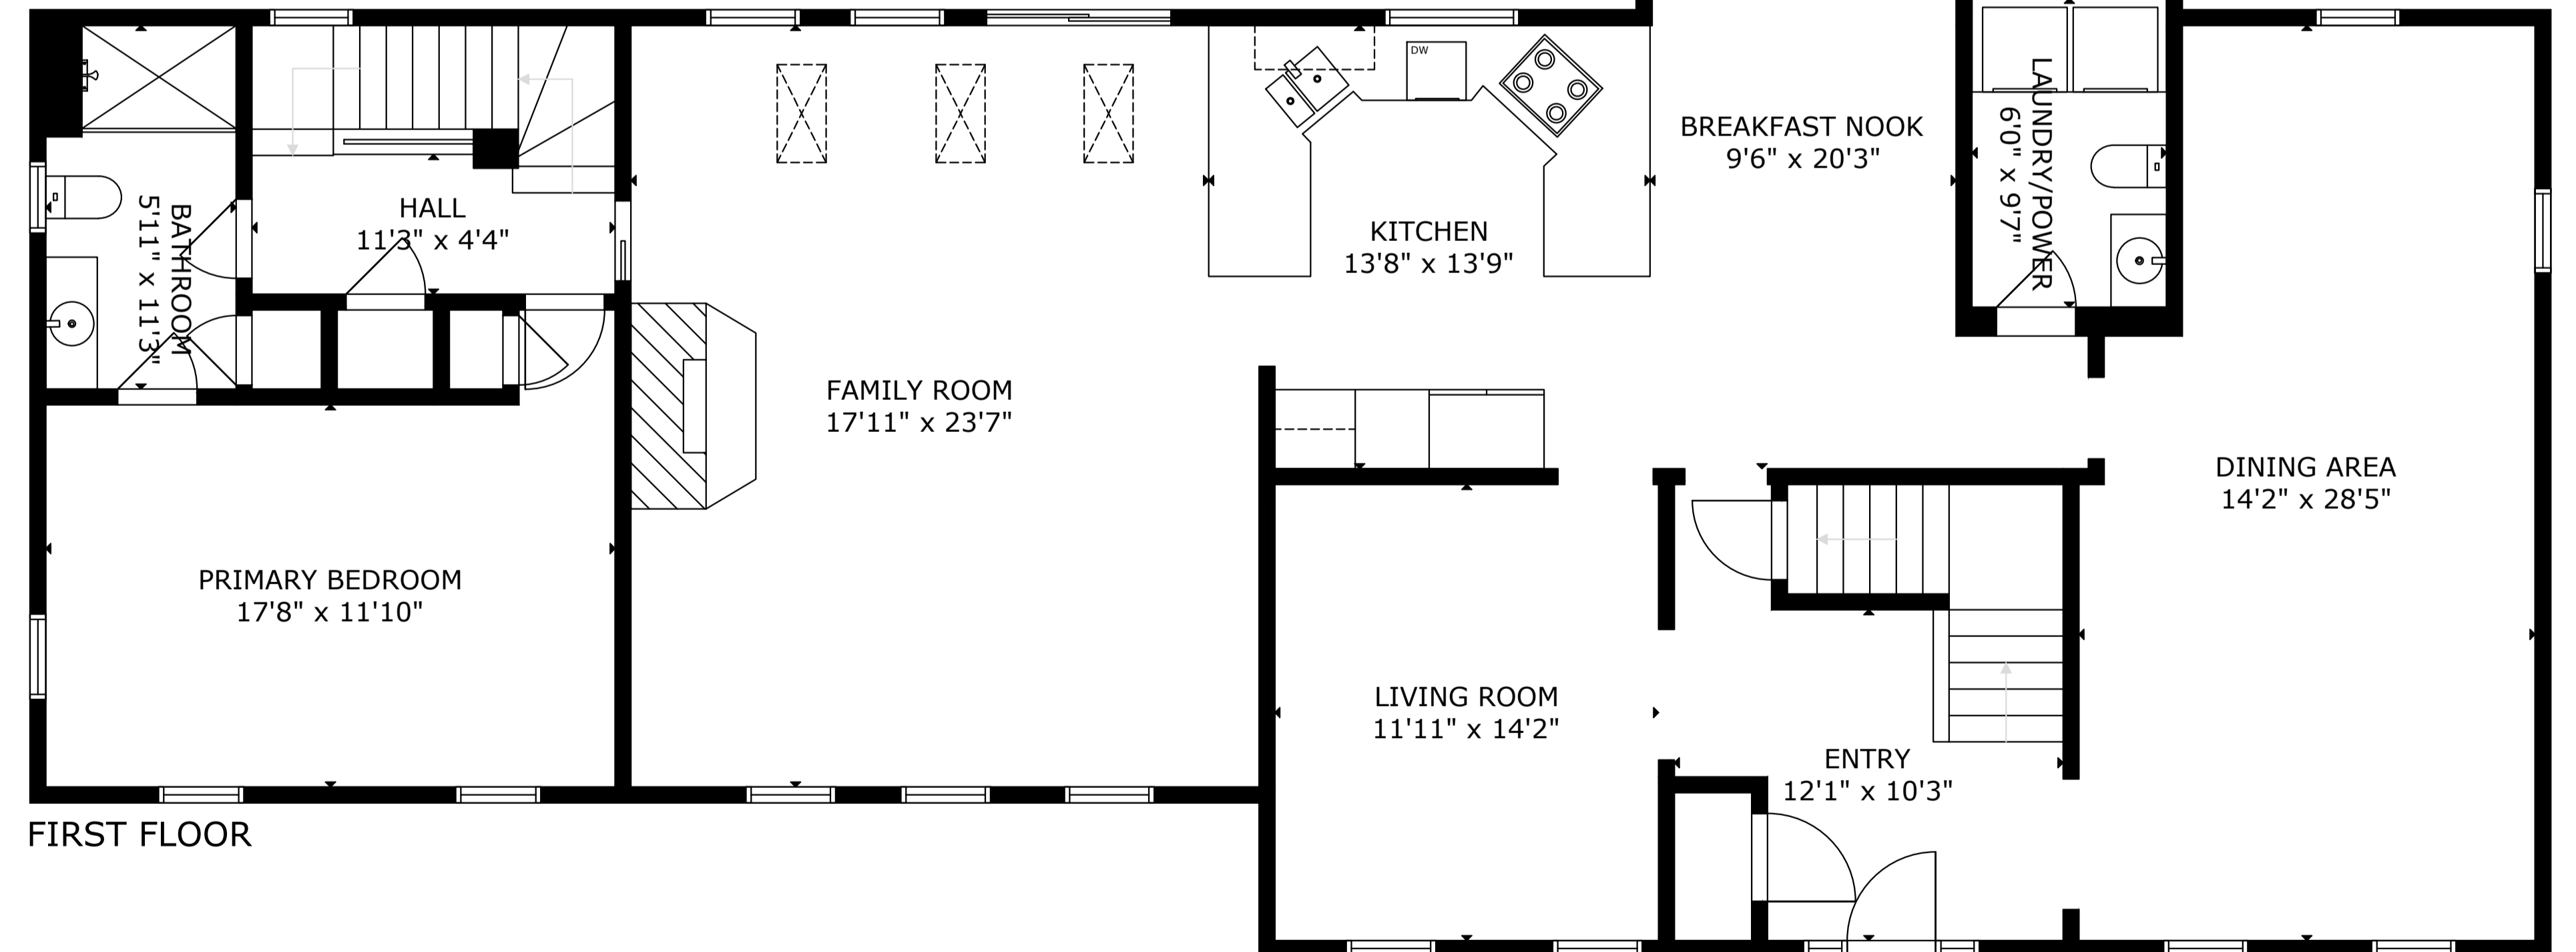 DW
BREAKFAST NOOK
9'6" x 20'3"
LAUNDRY/POWER
6'0" x 9'7"
BATHROOM
5'11" x 11'3"
HALL
11'3" x 4'4"
KITCHEN
13'8" x 13'9"
FAMILY ROOM
17'11" x 23'7"
DINING AREA
14'2" x 28'5"
PRIMARY BEDROOM
17'8" x 11'10"
LIVING ROOM
11'11" x 14'2"
ENTRY
12'1" x 10'3"
FIRST FLOOR